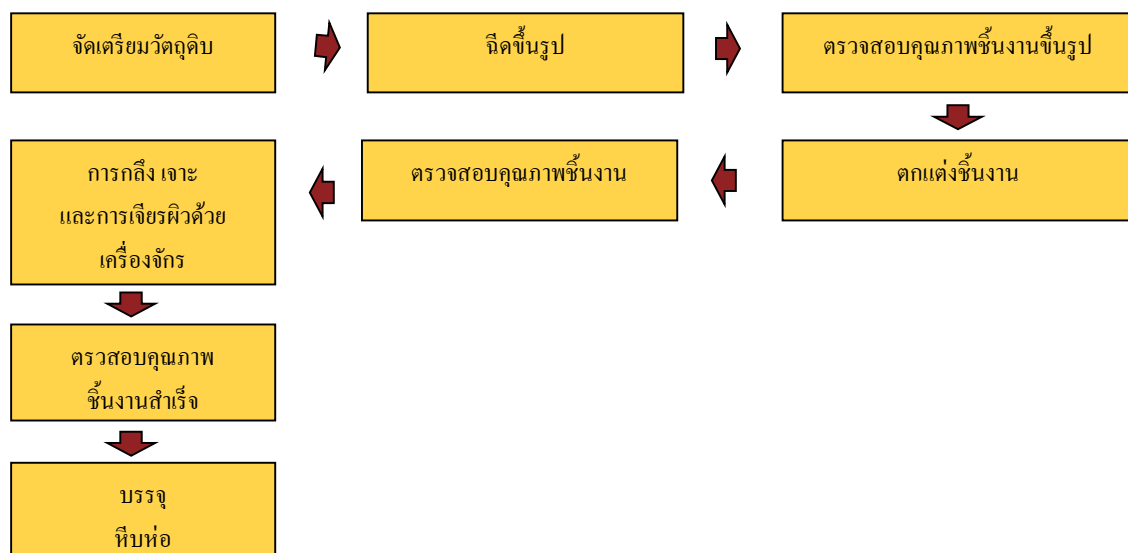 จัดเตรียมวัตถุดิบ
ฉีดขึ้นรูป
ตรวจสอบคุณภาพชิ้นงานขึ้นรูป
ตกแต่งชิ้นงาน
ตรวจสอบคุณภาพชิ้นงาน
การกลึง เจาะ
และการเจียรผิวด้วย
เครื่องจักร
ตรวสอบคุณภาพ
ชิ้นงานสำเร็จ
บรรจุ
หีบห่อ